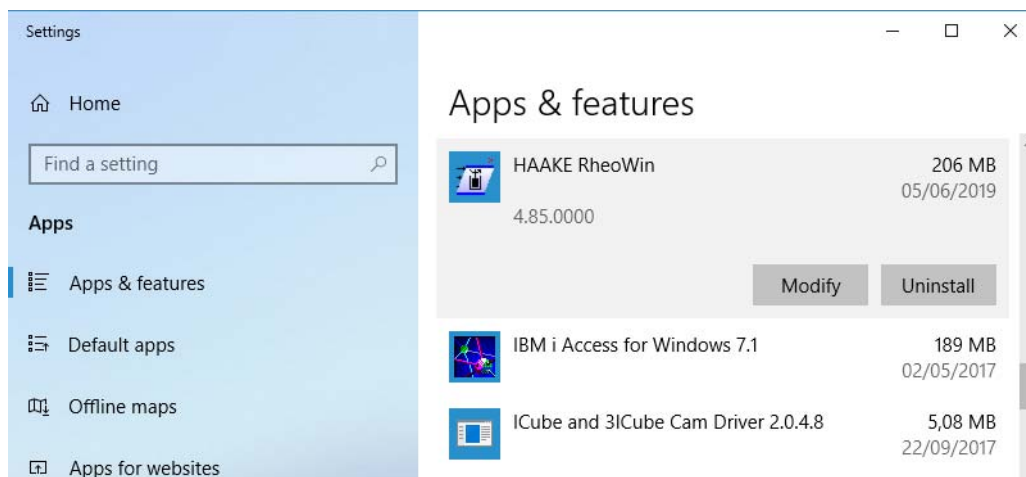 Settings
Home
Find a setting
Apps
Apps & features
Default apps
Offline maps
Apps for websites
Apps & features
HAAKE RheoWin 206 MB
05/06/2019
4.85.0000
Modify Uninstall
IBM i Access for Windows 7.1 189 MB
02/05/2017
ICube and 3ICube Cam Driver 2.0.4.8 5,08 MB
22/09/2017